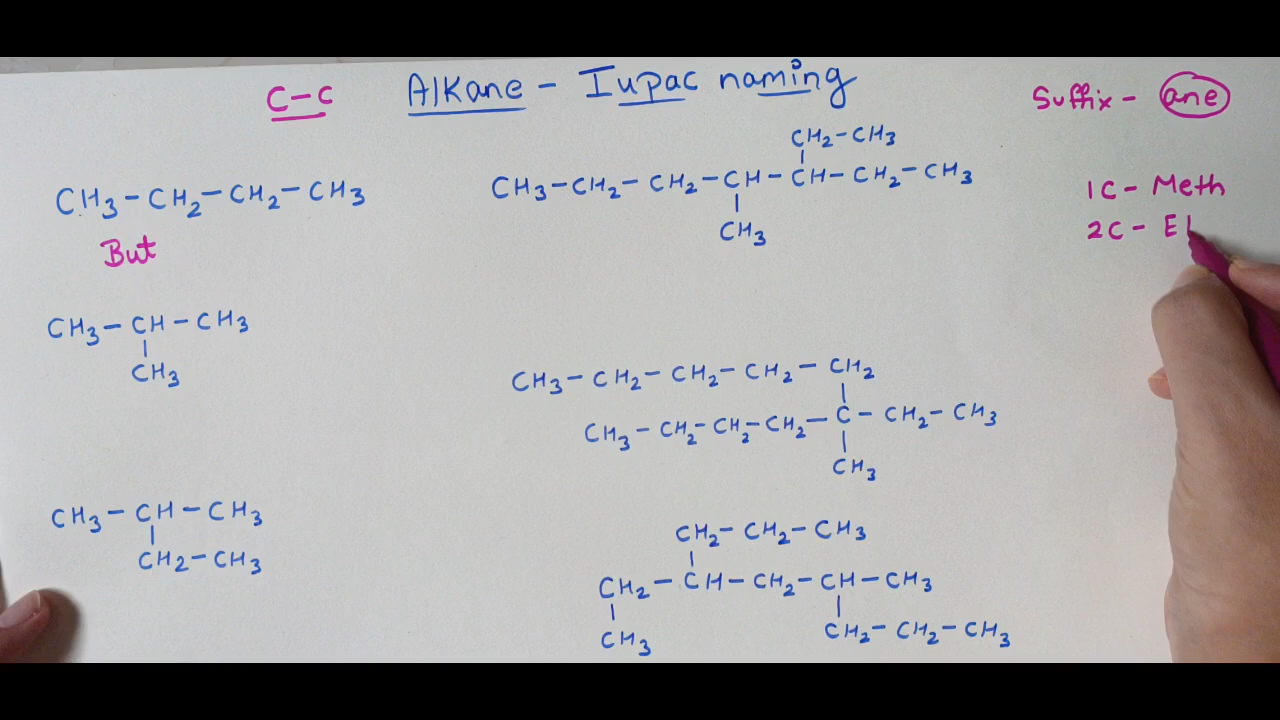 C-C Alkane - Iupac naming Suffix - ane
CH3-CH2-CH2-CH3
But
CH3-CH-CH3
|
CH3
CH3-CH-CH3
|
CH2-CH3
CH2-CH3
|
CH3-CH2-CH2-CH-CH-CH2-CH3
|
CH3
CH3-CH2-CH2-CH2-CH2
|
CH3-CH2-CH2-CH2-C-CH2-CH3
|
CH3
CH2-CH2-CH3
|
CH2-CH-CH2-CH-CH3
| |
CH3 CH2-CH2-CH3
1C- Meth
2C- E